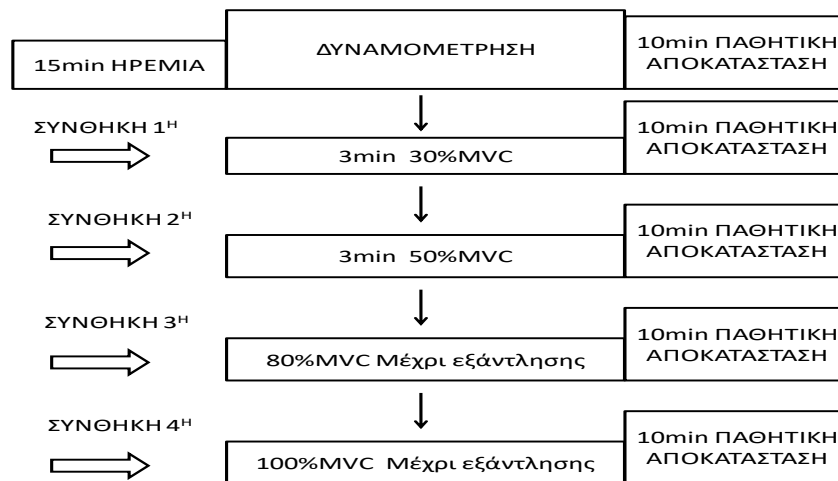 15min ΗΡΕΜΙΑ
ΔΥΝΑΜΟΜΕΤΡΗΣΗ
10min ΠΑΘΗΤΙΚΗ
ΑΠΟΚΑΤΑΣΤΑΣΗ
ΣΥΝΘΗΚΗ 1Η
3min 30%MVC
10min ΠΑΘΗΤΙΚΗ
ΑΠΟΚΑΤΑΣΤΑΣΗ
ΣΥΝΘΗΚΗ 2Η
3min 50%MVC
10min ΠΑΘΗΤΙΚΗ
ΑΠΟΚΑΤΑΣΤΑΣΗ
ΣΥΝΘΗΚΗ 3Η
80%MVC Μέχρι εξάντλησης
10min ΠΑΘΗΤΙΚΗ
ΑΠΟΚΑΤΑΣΤΑΣΗ
ΣΥΝΘΗΚΗ 4Η
100%MVC Μέχρι εξάντλησης
10min ΠΑΘΗΤΙΚΗ
ΑΠΟΚΑΤΑΣΤΑΣΗ